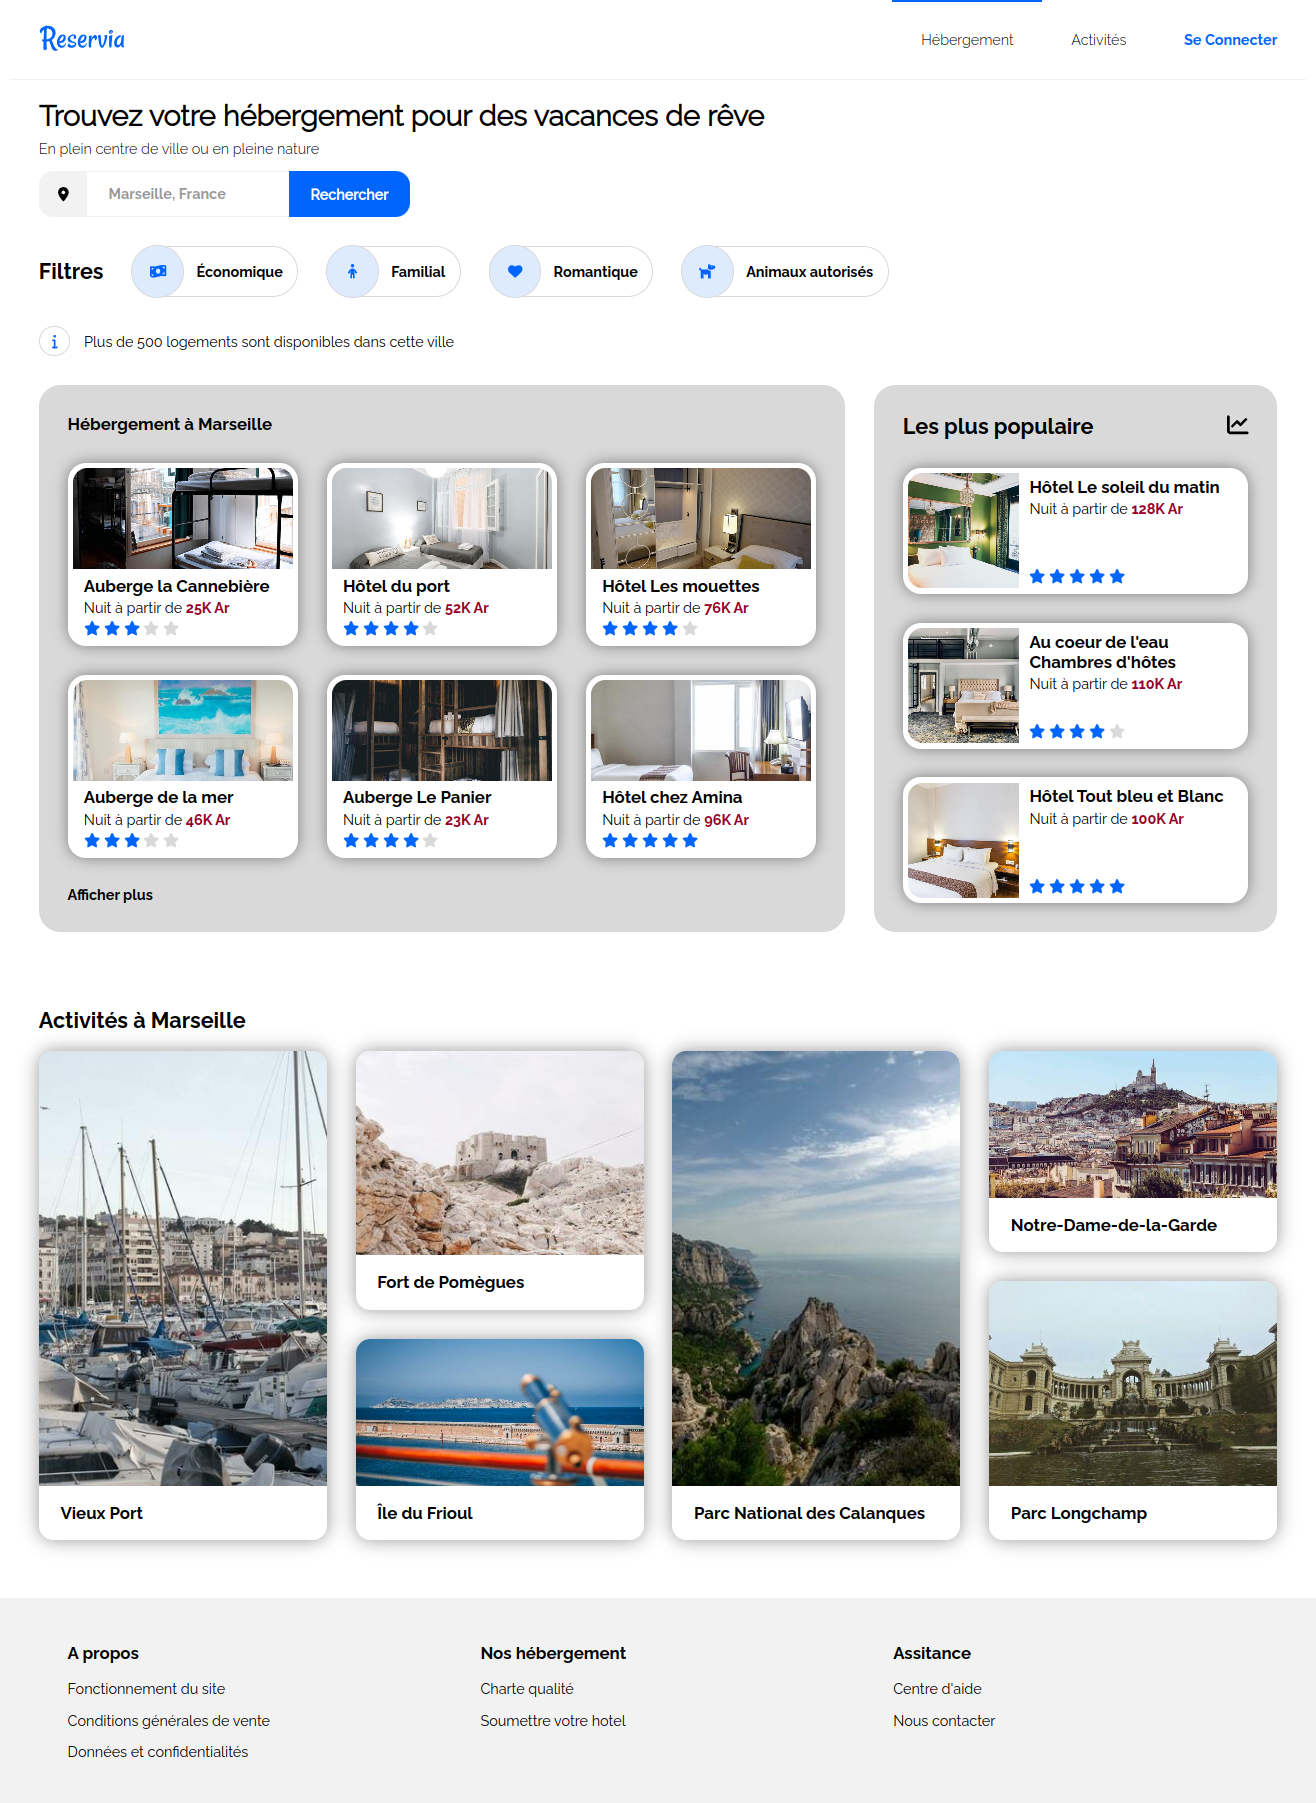 Reservia
Hébergement
Activités
Se Connecter
Trouvez votre hébergement pour des vacances de rêve
En plein centre de ville ou en pleine nature
Marseille, France
Rechercher
Filtres
Économique
Familial
Romantique
Animaux autorisés
Plus de 500 logements sont disponibles dans cette ville
Hébergement à Marseille
Auberge la Cannebière
Nuit à partir de 25K Ar
Hôtel du port
Nuit à partir de 52K Ar
Hôtel Les mouettes
Nuit à partir de 76K Ar
Auberge de la mer
Nuit à partir de 46K Ar
Auberge Le Panier
Nuit à partir de 23K Ar
Hôtel chez Amina
Nuit à partir de 96K Ar
Afficher plus
Les plus populaire
Hôtel Le soleil du matin
Nuit à partir de 128K Ar
Au coeur de l'eau
Chambres d'hôtes
Nuit à partir de 110K Ar
Hôtel Tout bleu et Blanc
Nuit à partir de 100K Ar
Activités à Marseille
Vieux Port
Fort de Pomègues
Île du Frioul
Parc National des Calanques
Notre-Dame-de-la-Garde
Parc Longchamp
A propos
Fonctionnement du site
Conditions générales de vente
Données et confidentialités
Nos hébergement
Charte qualité
Soumettre votre hotel
Assitance
Centre d'aide
Nous contacter